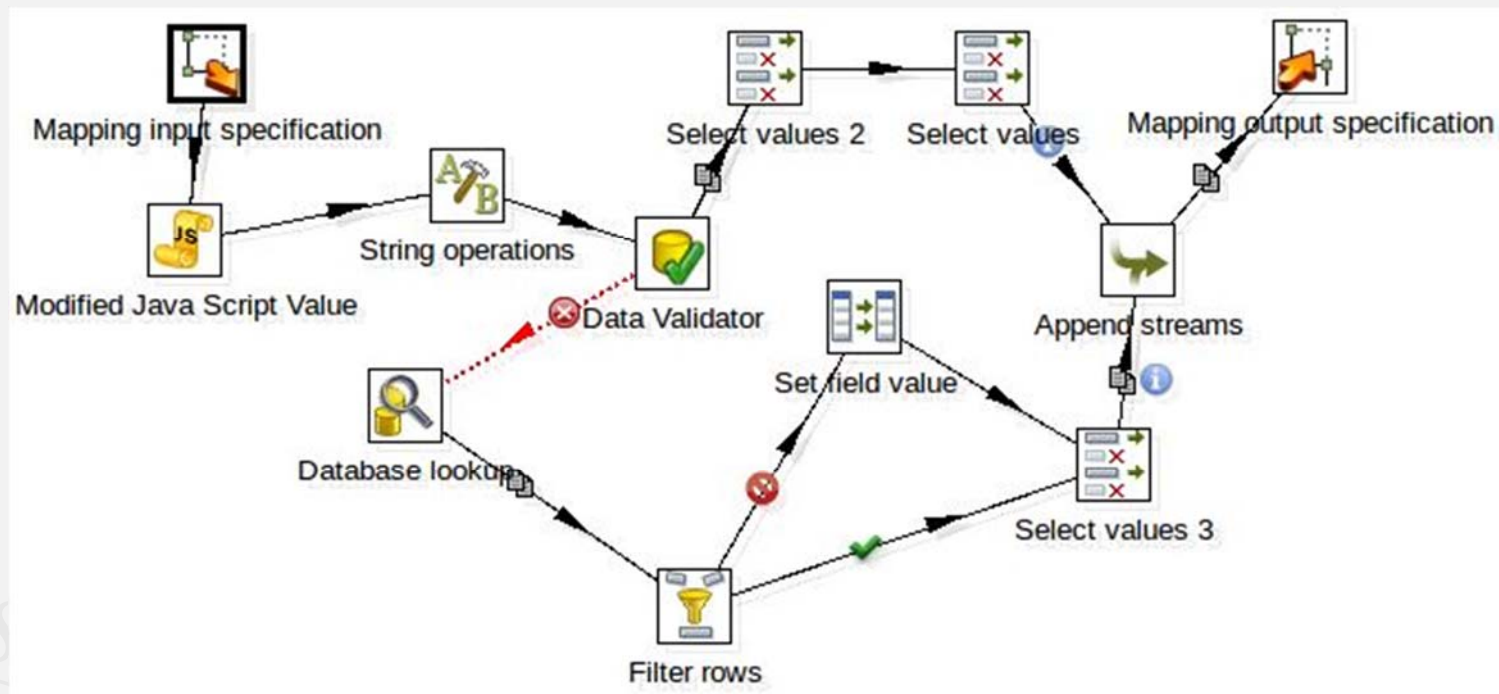 Mapping input specification
Select values 2
Select values
Mapping output specification
JS
A
B
String operations
Modified Java Script Value
Data Validator
Append streams
Set field value
Database lookup
Select values 3
Filter rows